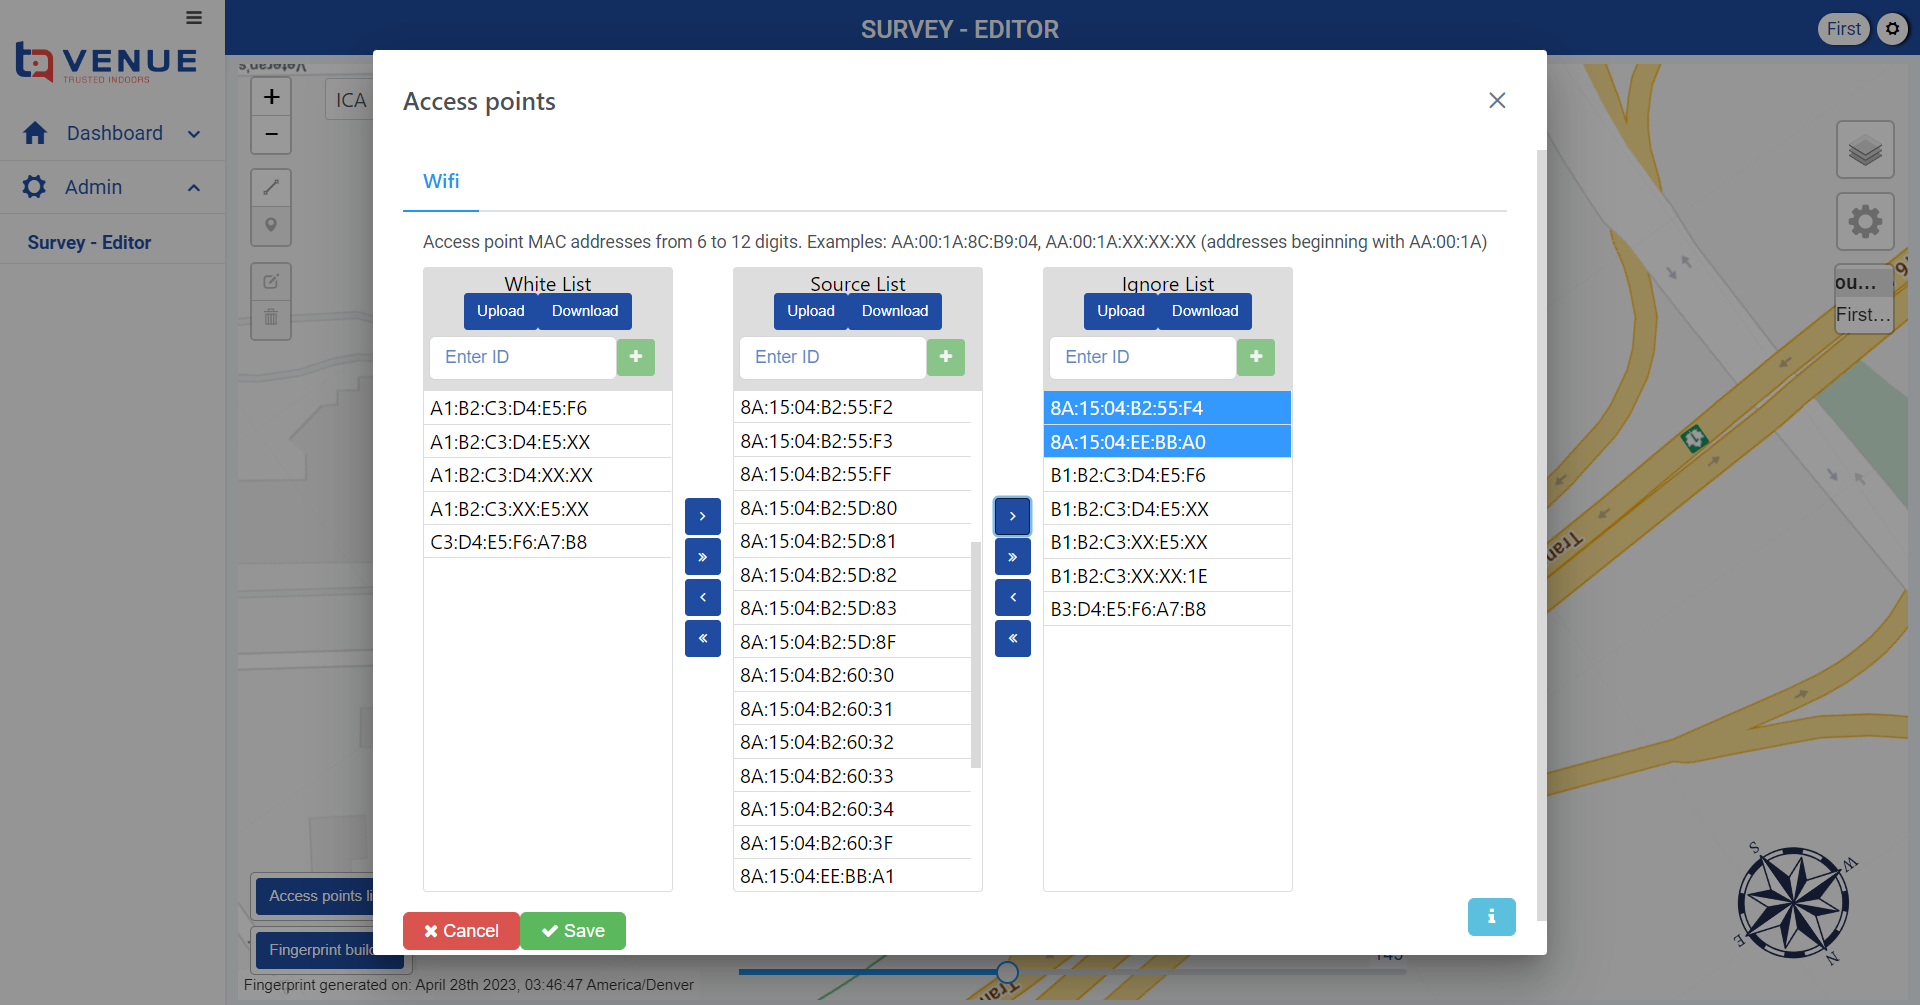 SURVEY - EDITOR
First
VENUE
TRUSTED INDOORS
Dashboard
Admin
Survey - Editor
Veteran's
+
−
ICA
Access points
Wifi
Access point MAC addresses from 6 to 12 digits. Examples: AA:00:1A:8C:B9:04, AA:00:1A:XX:XX:XX (addresses beginning with AA:00:1A)
White List
Upload Download
Enter ID
A1:B2:C3:D4:E5:F6
A1:B2:C3:D4:E5:XX
A1:B2:C3:D4:XX:XX
A1:B2:C3:XX:E5:XX
C3:D4:E5:F6:A7:B8
Source List
Upload Download
Enter ID
8A:15:04:B2:55:F2
8A:15:04:B2:55:F3
8A:15:04:B2:55:FF
8A:15:04:B2:5D:80
8A:15:04:B2:5D:81
8A:15:04:B2:5D:82
8A:15:04:B2:5D:83
8A:15:04:B2:5D:8F
8A:15:04:B2:60:30
8A:15:04:B2:60:31
8A:15:04:B2:60:32
8A:15:04:B2:60:33
8A:15:04:B2:60:34
8A:15:04:B2:60:3F
8A:15:04:EE:BB:A1
Ignore List
Upload Download
Enter ID
8A:15:04:B2:55:F4
8A:15:04:EE:BB:A0
B1:B2:C3:D4:E5:F6
B1:B2:C3:D4:E5:XX
B1:B2:C3:XX:E5:XX
B1:B2:C3:XX:XX:1E
B3:D4:E5:F6:A7:B8
Cancel
Save
i
ou...
First...
Tran
Tran
S
W
E
N
Access points li
Fingerprint buil
Fingerprint generated on: April 28th 2023, 03:46:47 America/Denver